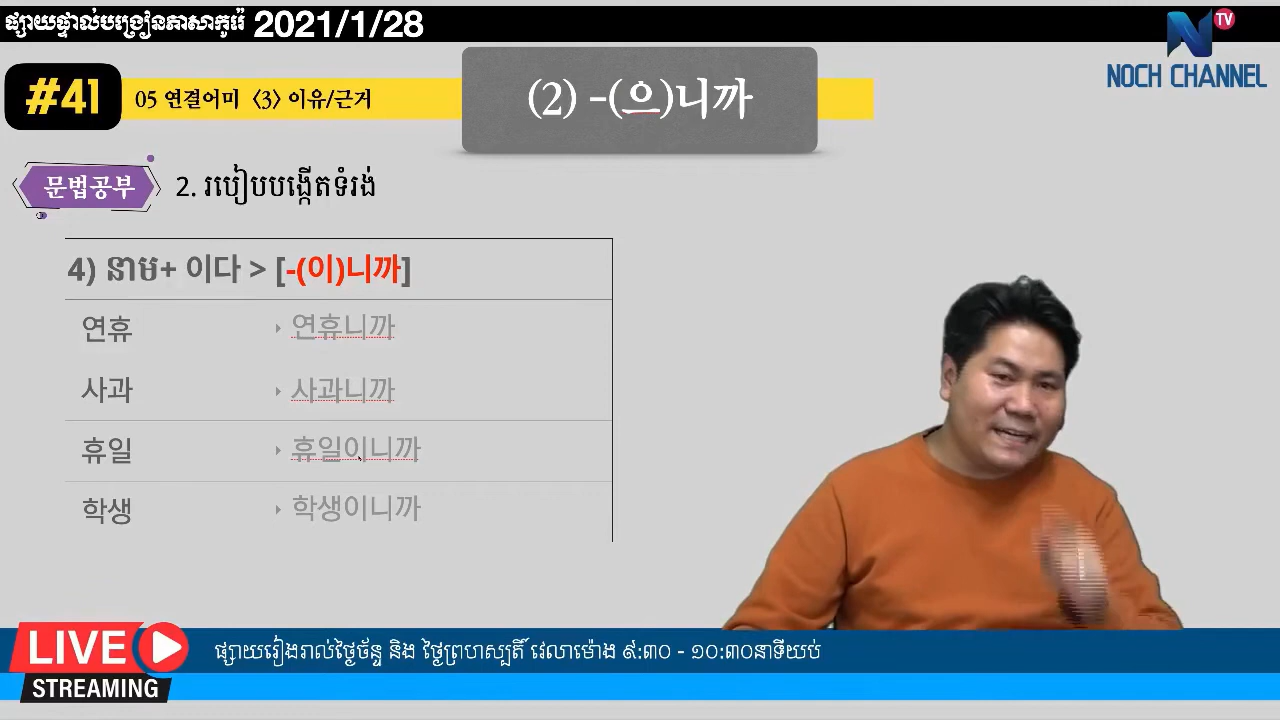 ផ្សាយផ្ទាល់បង្រៀនភាសាកូរ៉េ 2021/1/28
TV
NOCH CHANNEL
#41
05 연결어미 〈3〉 이유/근거
(2) -(으)니까
문법공부
2. របៀបបង្កើតទំរង់
4) នាម+ 이다 > [-(이)니까]
연휴 ‣ 연휴니까
사과 ‣ 사과니까
휴일 ‣ 휴일이니까
학생 ‣ 학생이니까
LIVE
STREAMING
ផ្សាយរៀងរាល់ថ្ងៃច័ន្ទ និង ថ្ងៃព្រហស្បតិ៍ វេលាម៉ោង ៩:៣០ - ១០:៣០នាទីយប់